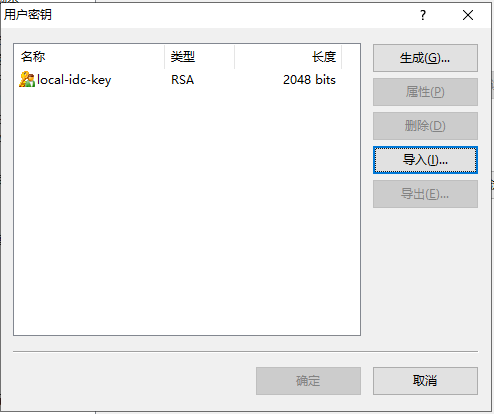 用户密钥
名称 类型 长度
local-idc-key RSA 2048 bits
生成(G)...
属性(P)
删除(D)
导入(I)...
导出(E)...
确定 取消